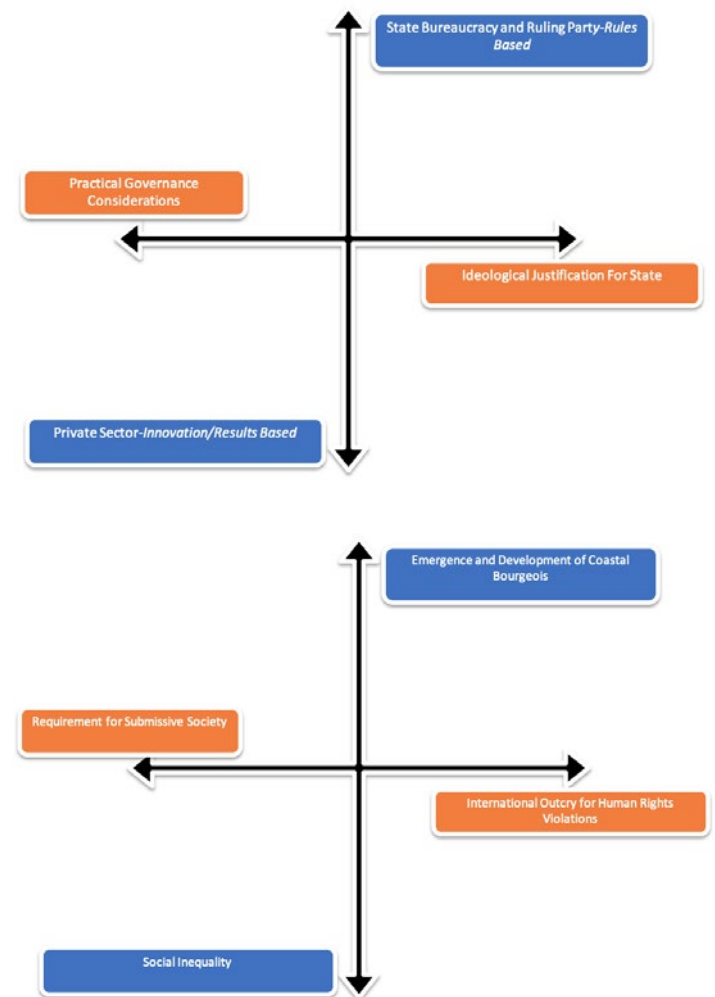 State Bureaucracy and Ruling Party-Rules
Based
Practical Governance
Considerations
Ideological Justification For State
Private Sector-Innovation/Results Based
Emergence and Development of Coastal
Bourgeois
Requirement for Submissive Society
International Outcry for Human Rights
Violations
Social Inequality